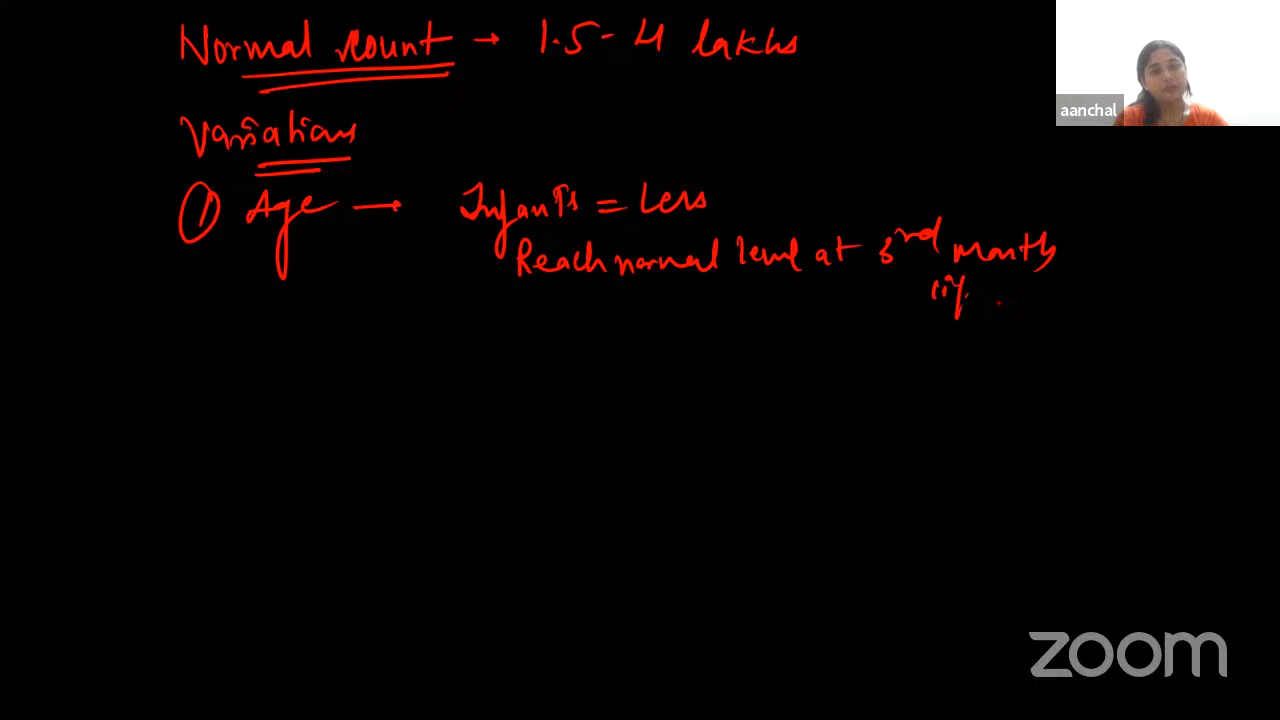 Normal count → 1.5 - 4 lakhs
aanchal
Variations
① Age → Infants = Less
Reach normal level at 3rd month
zoom